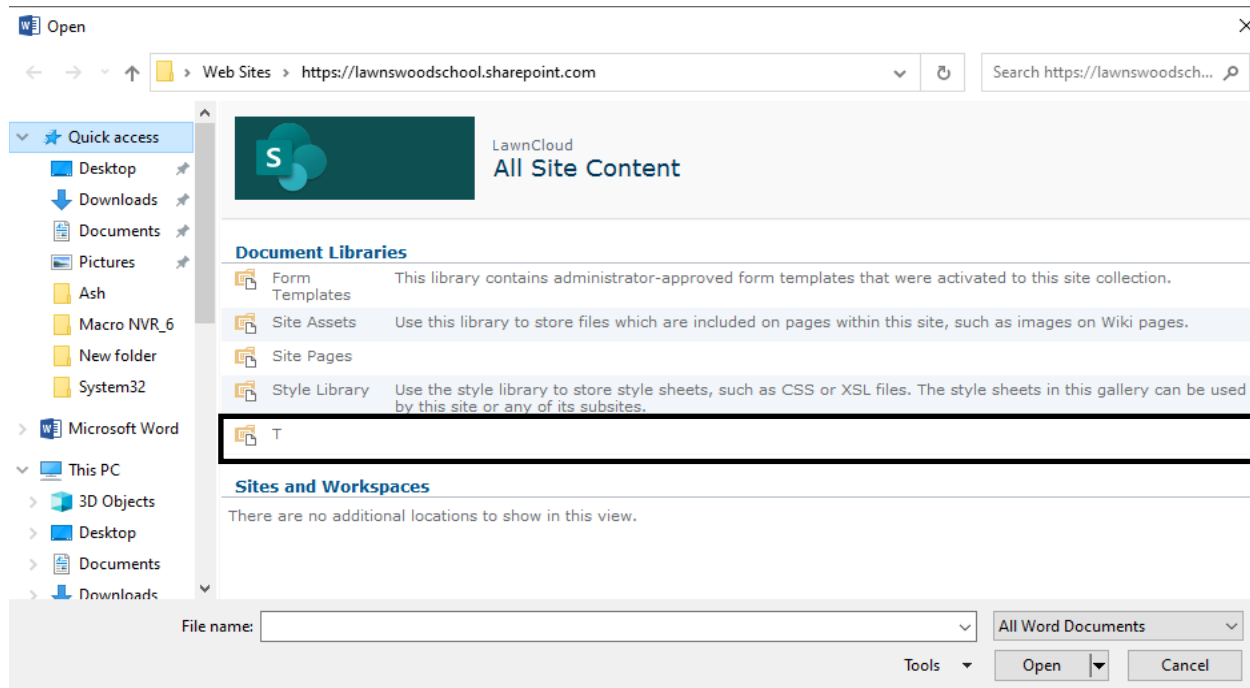 Open
Web Sites > https://lawnswoodschool.sharepoint.com
Search https://lawnswoodsch...
Quick access
Desktop
Downloads
Documents
Pictures
Ash
Macro NVR_6
New folder
System32
Microsoft Word
This PC
3D Objects
Desktop
Documents
Downloads
S
LawnCloud
All Site Content
Document Libraries
Form Templates This library contains administrator-approved form templates that were activated to this site collection.
Site Assets Use this library to store files which are included on pages within this site, such as images on Wiki pages.
Site Pages
Style Library Use the style library to store style sheets, such as CSS or XSL files. The style sheets in this gallery can be used
by this site or any of its subsites.
T
Sites and Workspaces
There are no additional locations to show in this view.
File name:
All Word Documents
Tools
Open
Cancel